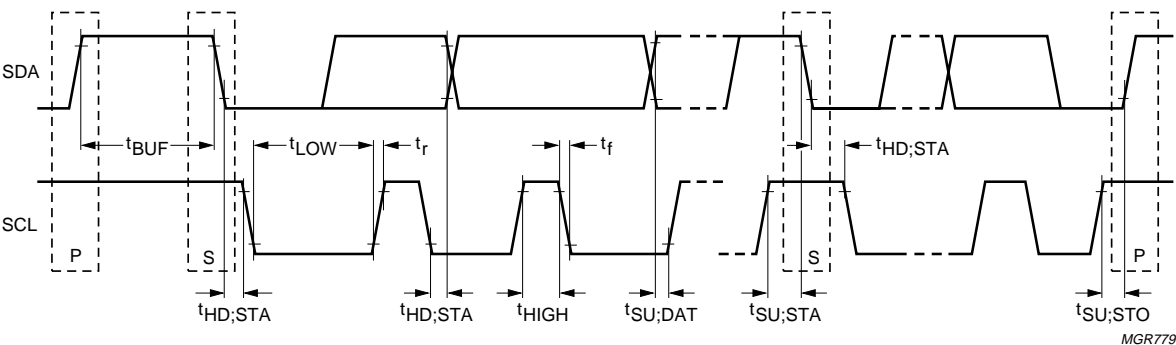 SDA
tBUF
tLOW
tr
tf
tHD;STA
SCL
P
S
S
P
tHD;STA
tHD;STA
tHIGH
tSU;DAT
tSU;STA
tSU;STO
MGR779